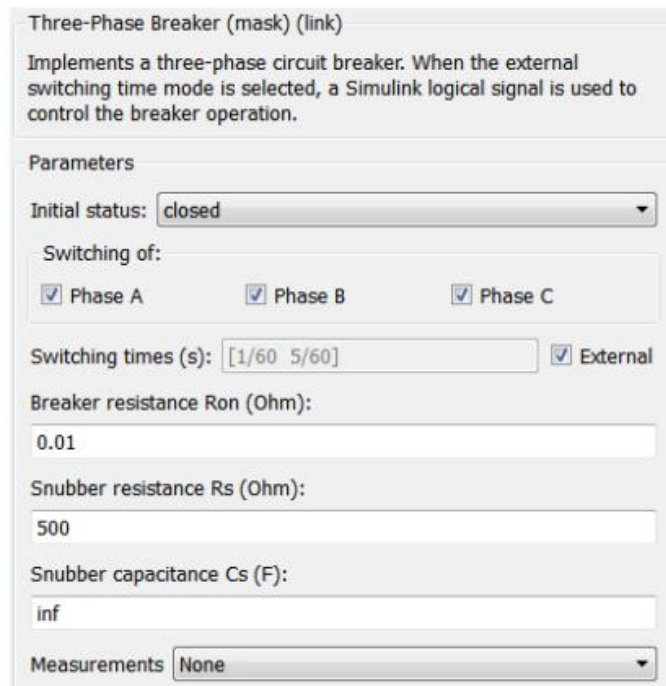 Three-Phase Breaker (mask) (link)
Implements a three-phase circuit breaker. When the external
switching time mode is selected, a Simulink logical signal is used to
control the breaker operation.
Parameters
Initial status: closed
Switching of:
Phase A Phase B Phase C
Switching times (s): [1/60 5/60] External
Breaker resistance Ron (Ohm):
0.01
Snubber resistance Rs (Ohm):
500
Snubber capacitance Cs (F):
inf
Measurements None